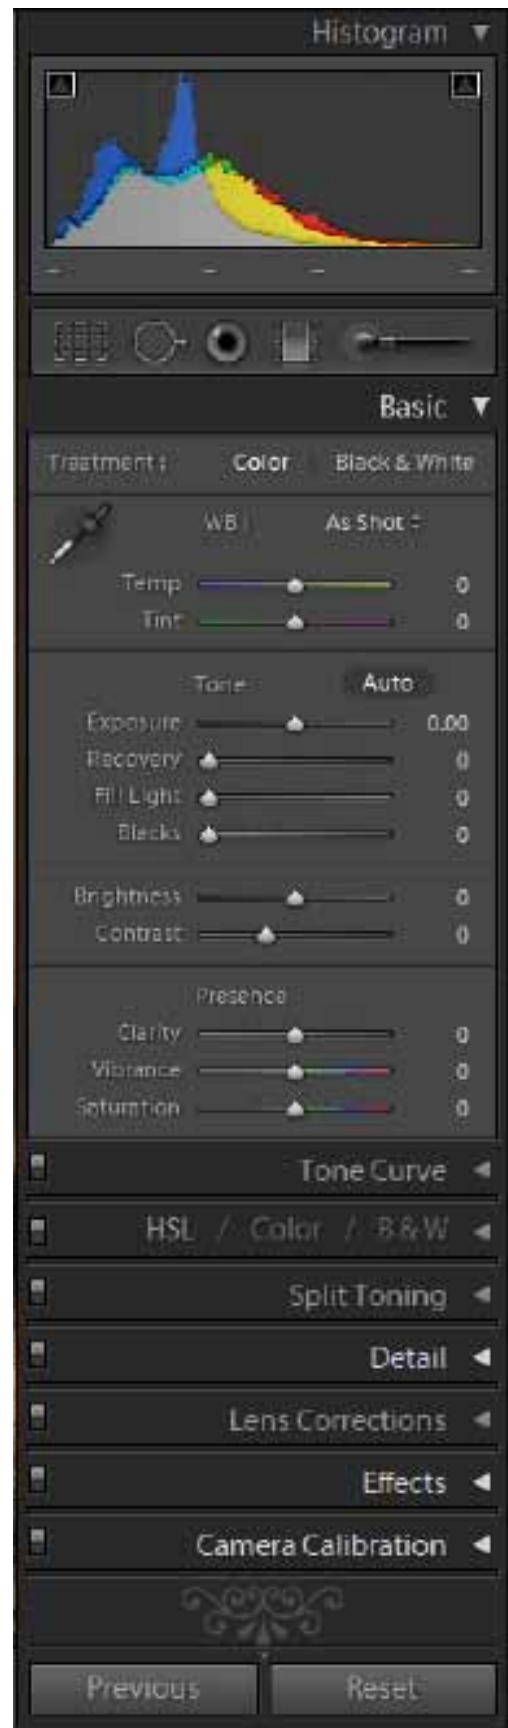 Histogram
Basic
Treatment : Color Black & White
WB : As Shot
Temp 0
Tint 0
Tone Auto
Exposure 0.00
Recovery 0
Fill Light 0
Blacks 0
Brightness 0
Contrast 0
Presence
Clarity 0
Vibrance 0
Saturation 0
Tone Curve
HSL / Color / B & W
Split Toning
Detail
Lens Corrections
Effects
Camera Calibration
Previous Reset